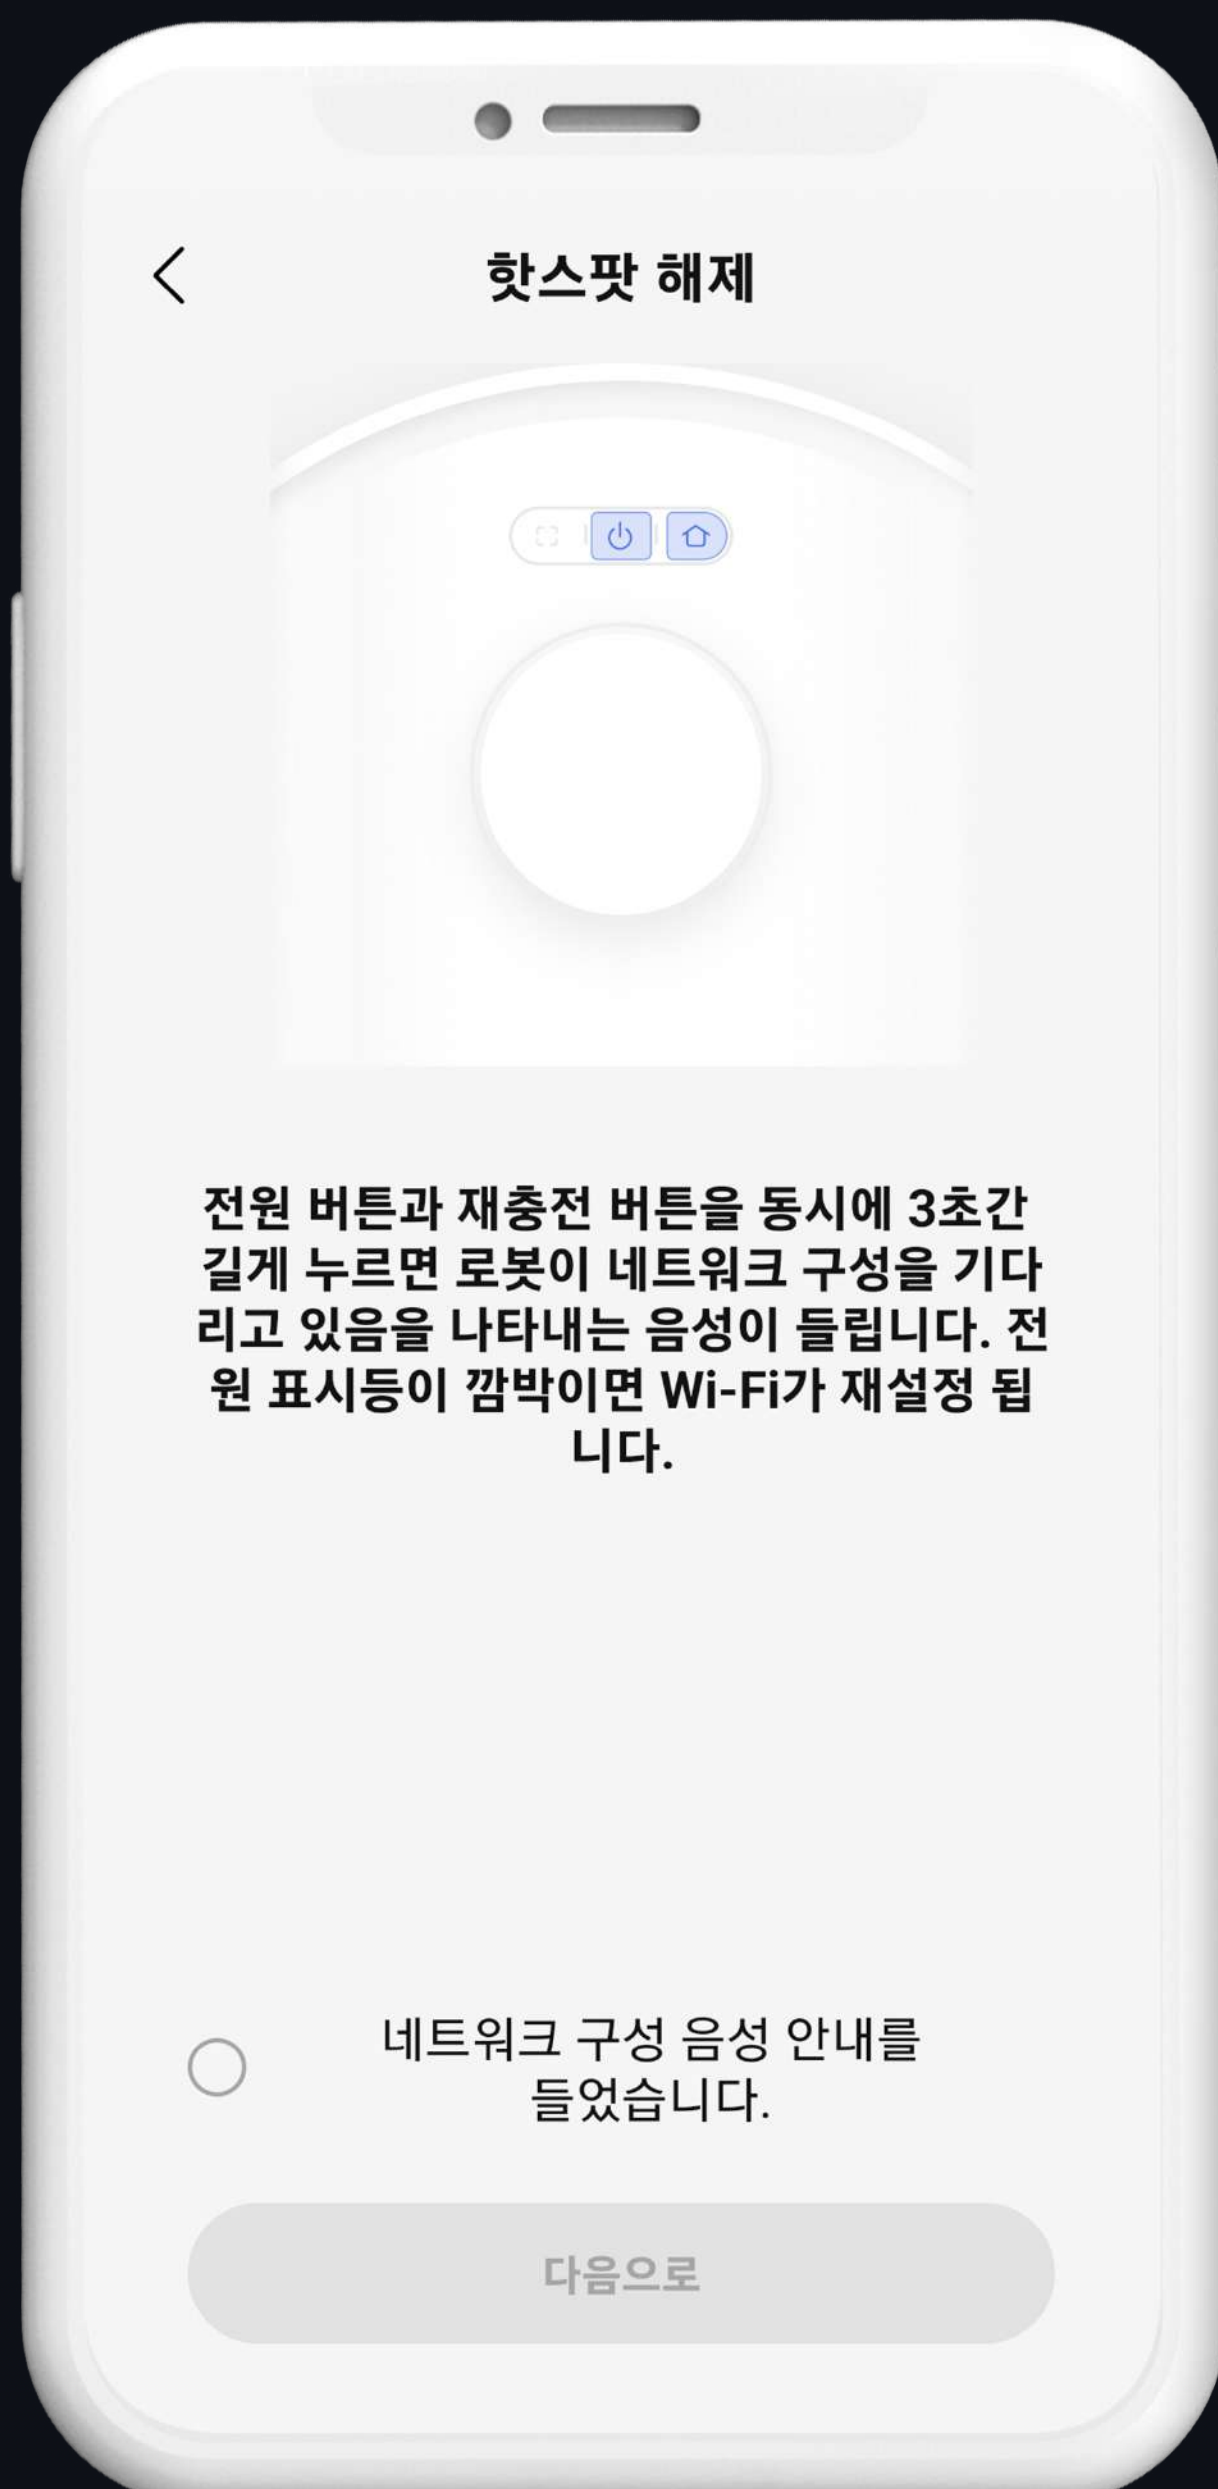 핫스팟 해제
전원 버튼과 재충전 버튼을 동시에 3초간
길게 누르면 로봇이 네트워크 구성을 기다
리고 있음을 나타내는 음성이 들립니다. 전
원 표시등이 깜박이면 Wi-Fi가 재설정 됩
니다.
네트워크 구성 음성 안내를
들었습니다.
다음으로